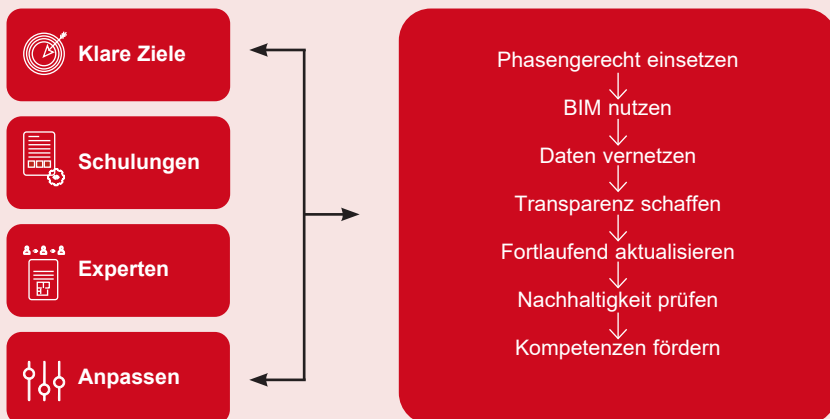 Klare Ziele
Schulungen
Experten
Anpassen
Phasengerecht einsetzen
BIM nutzen
Daten vernetzen
Transparenz schaffen
Fortlaufend aktualisieren
Nachhaltigkeit prüfen
Kompetenzen fördern